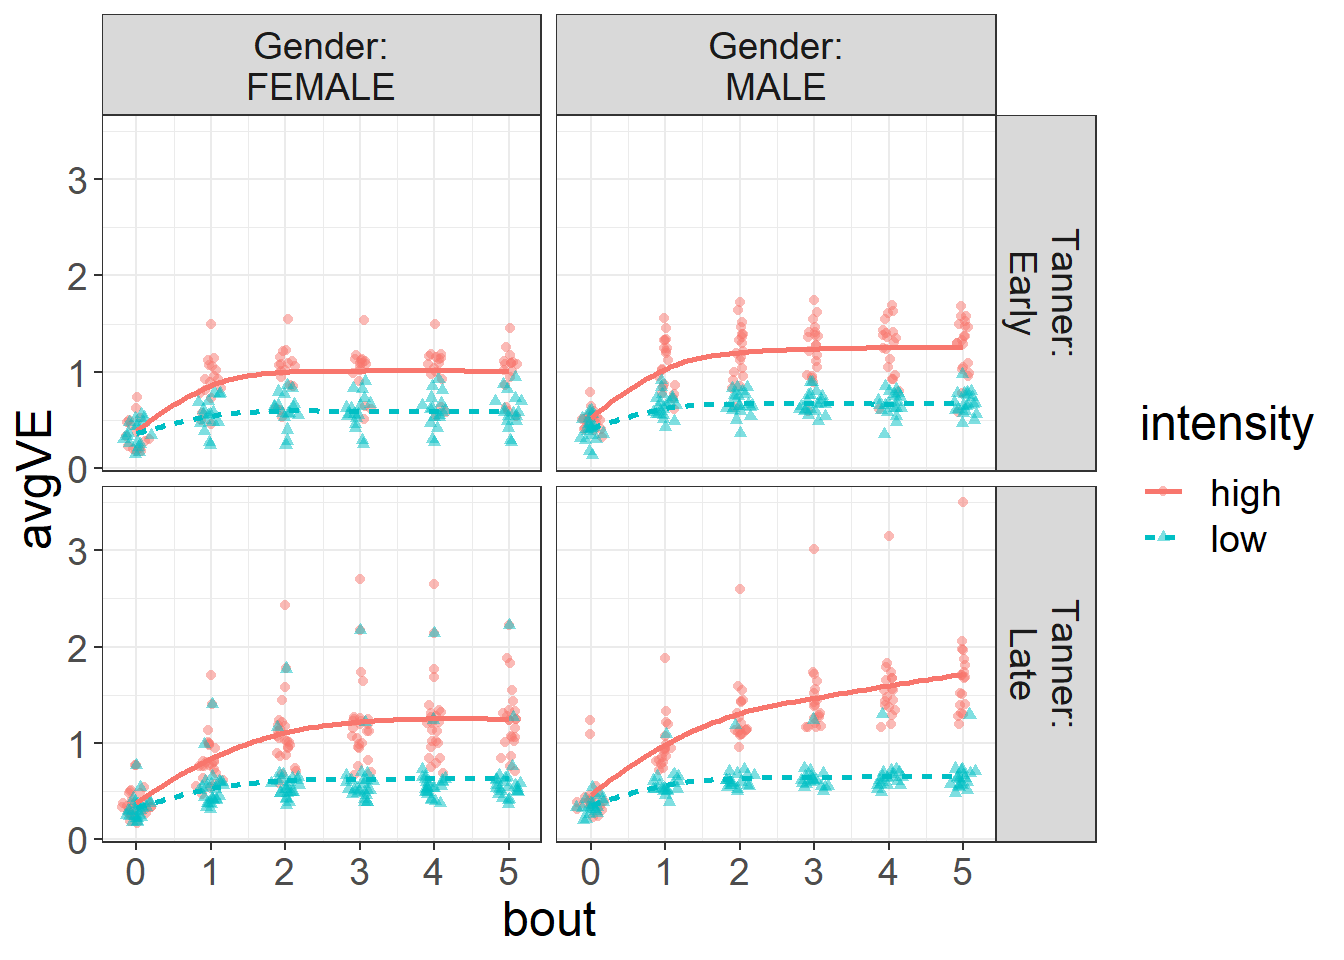 Gender:
FEMALE
Gender:
MALE
3
2
1
0
Tanner:
Early
avgVE
3
2
1
0
Tanner:
Late
0 1 2 3 4 5
0 1 2 3 4 5
bout
intensity
high
low